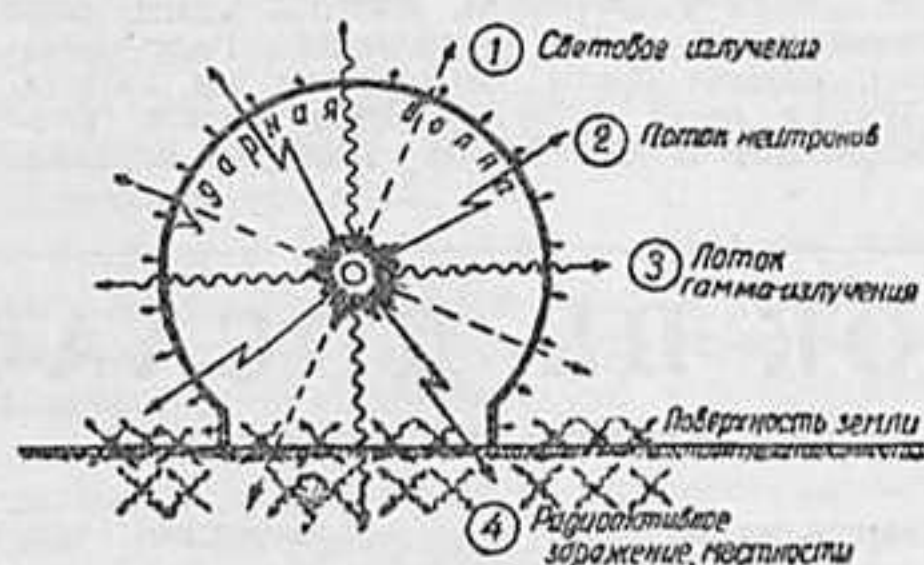 Ударная волна
1 Световое излучение
2 Поток нейтронов
3 Поток
гамма-излучения
Поверхность земли
4 Радиоактивное
заражение местности